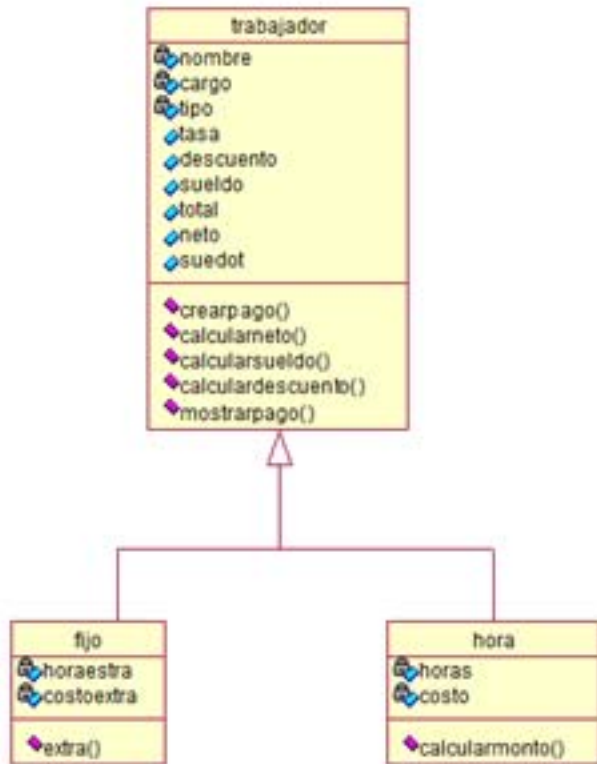 trabajador
nombre
cargo
tipo
tasa
descuento
sueldo
total
neto
suedot
crearpago()
calcularneto()
calcularsueldo()
calculardescuento()
mostrarpago()
fijo
horaestra
costoextra
extra()
hora
horas
costo
calcularmonto()